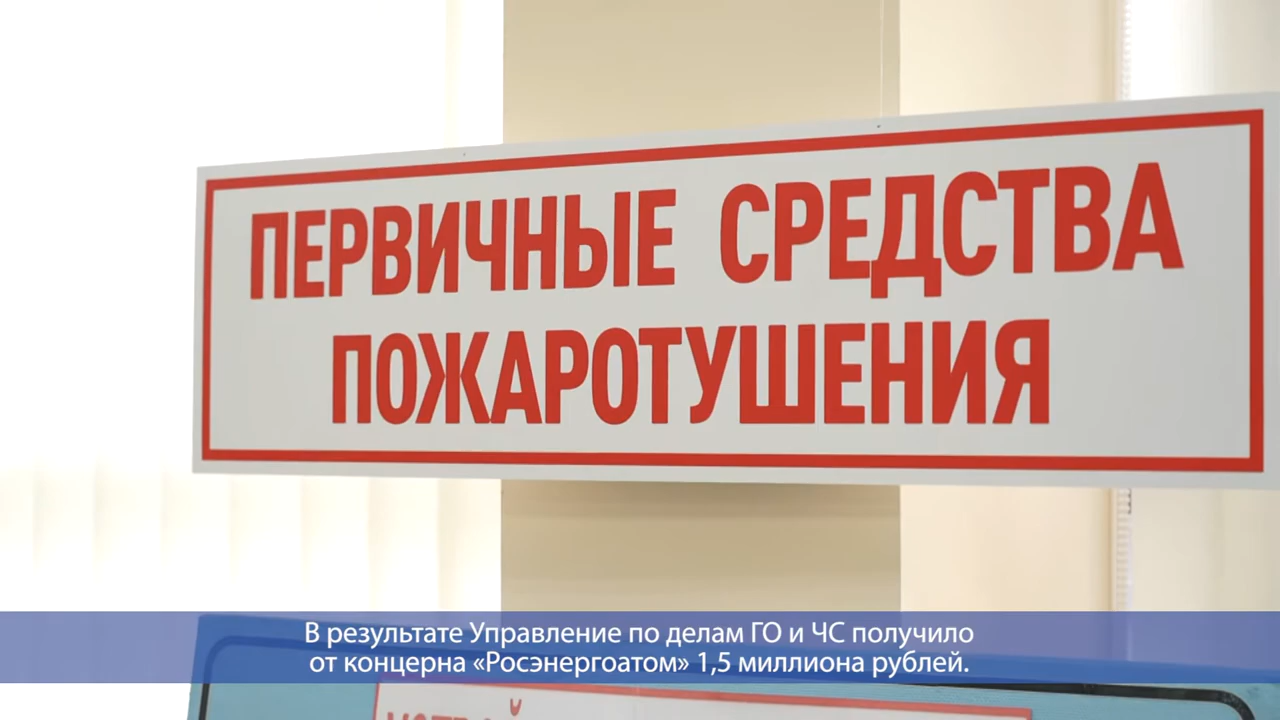 ПЕРВИЧНЫЕ СРЕДСТВА
ПОЖАРОТУШЕНИЯ
В результате Управление по делам ГО и ЧС получило
от концерна «Росэнергоатом» 1,5 миллиона рублей.